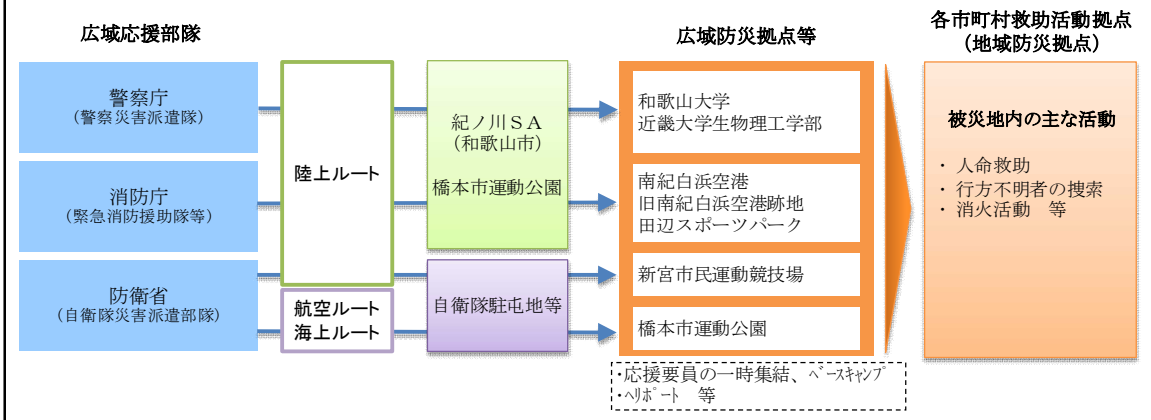 広域応援部隊
警察庁
(警察災害派遣隊)
消防庁
(緊急消防援助隊等)
防衛省
(自衛隊災害派遣部隊)
陸上ルート
航空ルート
海上ルート
紀ノ川ＳＡ
(和歌山市)
橋本市運動公園
自衛隊駐屯地等
広域防災拠点等
和歌山大学
近畿大学生物理工学部
南紀白浜空港
旧南紀白浜空港跡地
田辺スポーツパーク
新宮市民運動競技場
橋本市運動公園
・応援要員の一時集結、ﾍﾞｰｽｷｬﾝﾌﾟ
・ﾍﾘﾎﾟｰﾄ　等
各市町村救助活動拠点
(地域防災拠点)
被災地内の主な活動
・ 人命救助
・ 行方不明者の捜索
・ 消火活動　等